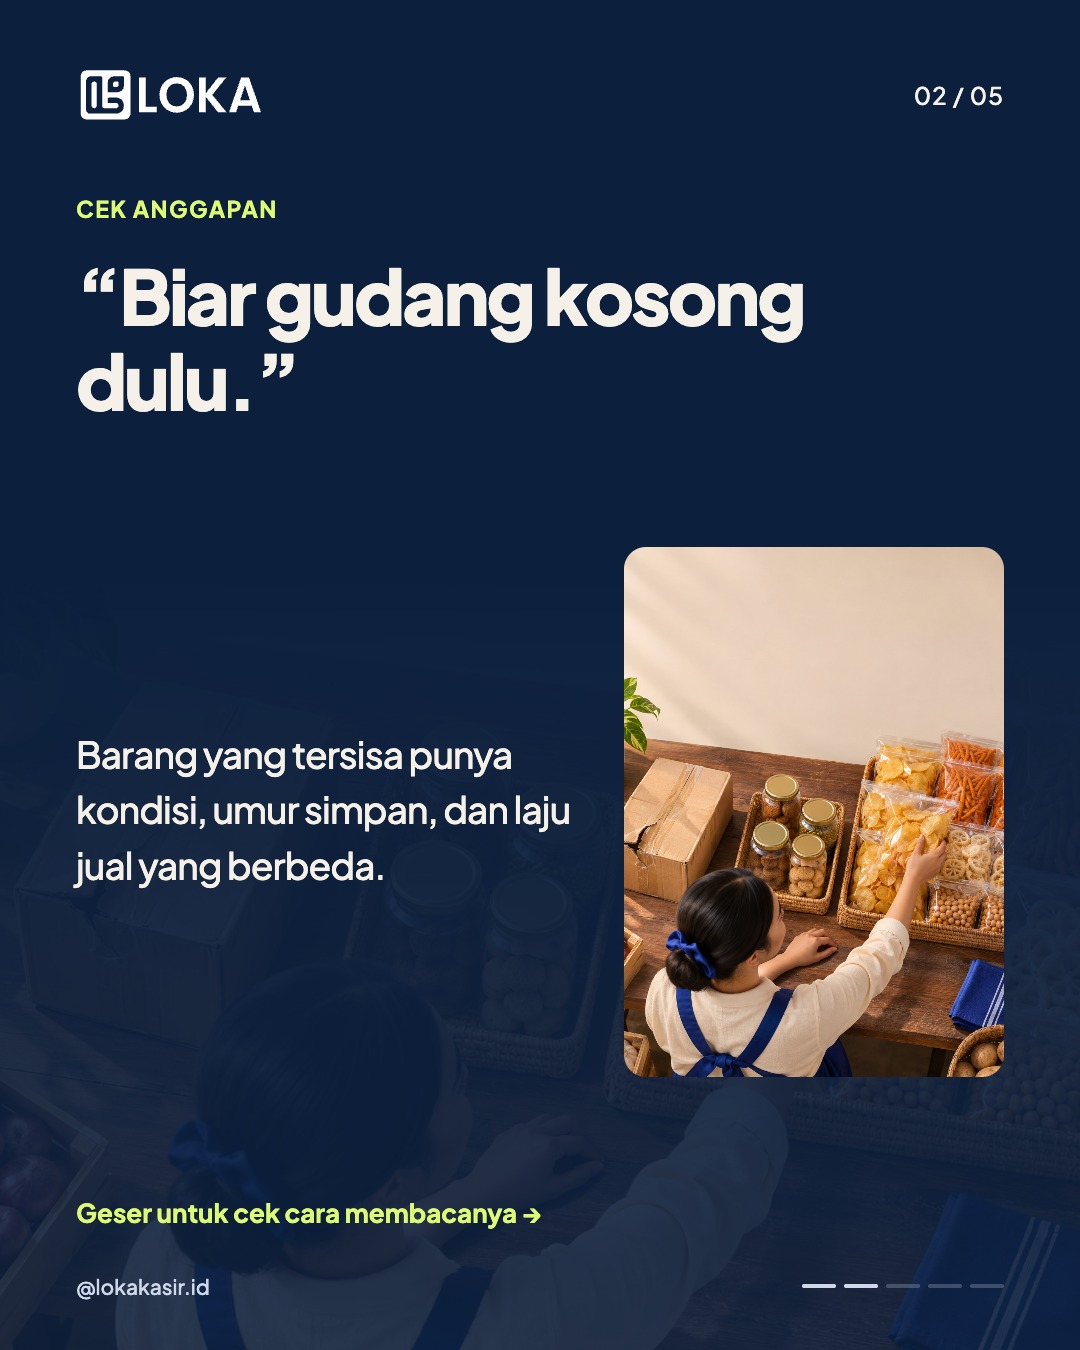 LOKA
02 / 05
CEK ANGGAPAN
“Biar gudang kosong
dulu.”
Barang yang tersisa punya
kondisi, umur simpan, dan laju
jual yang berbeda.
Geser untuk cek cara membacanya →
@lokakasir.id